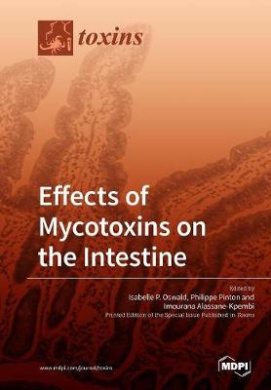 toxins
Effects of
Mycotoxins on
the Intestine
Edited by
Isabelle P. Oswald, Philippe Pinton and
Imourana Alassane-Kpembi
Printed Edition of the Special Issue Published in Toxins
www.mdpi.com/journal/toxins
MDPI